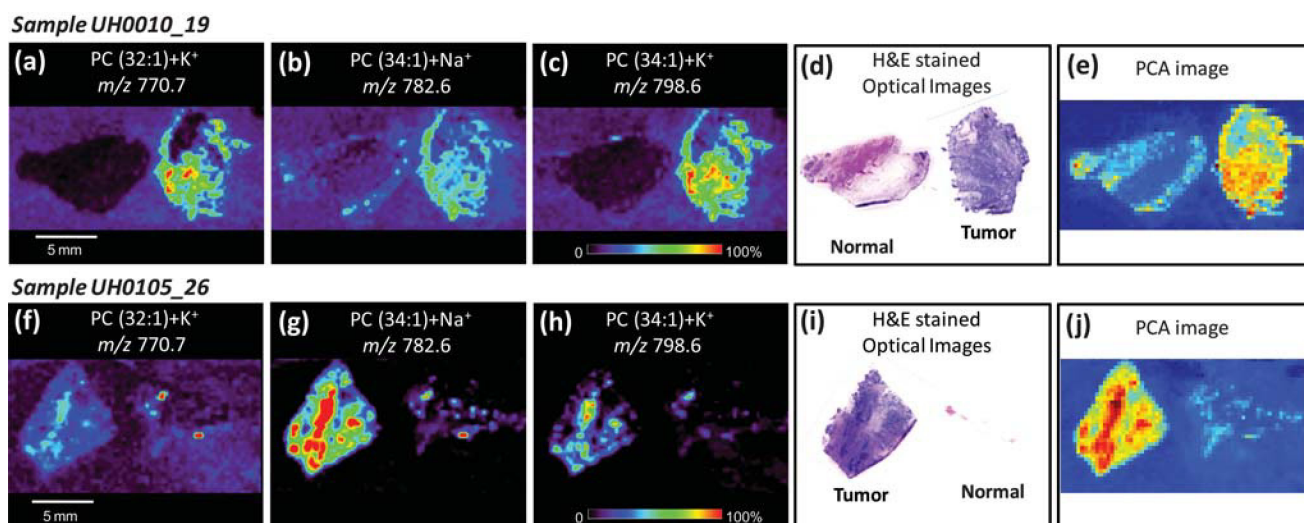 Sample UH0010_19
(a) PC (32:1)+K⁺
m/z 770.7
5 mm
(b) PC (34:1)+Na⁺
m/z 782.6
(c) PC (34:1)+K⁺
m/z 798.6
0 100%
(d) H&E stained
Optical Images
Normal
Tumor
(e) PCA image
Sample UH0105_26
(f) PC (32:1)+K⁺
m/z 770.7
5 mm
(g) PC (34:1)+Na⁺
m/z 782.6
(h) PC (34:1)+K⁺
m/z 798.6
0 100%
(i) H&E stained
Optical Images
Tumor
Normal
(j) PCA image